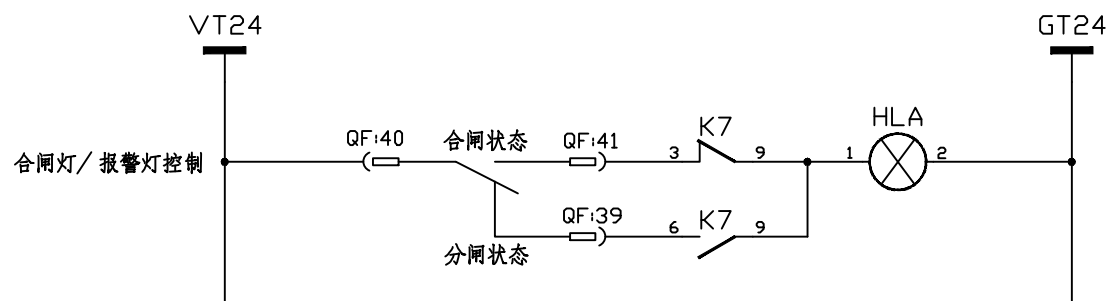 VT24
GT24
合闸灯/报警灯控制
QF:40
合闸状态
QF:41
3
K7
9
1
HLA
2
分闸状态
QF:39
6
K7
9